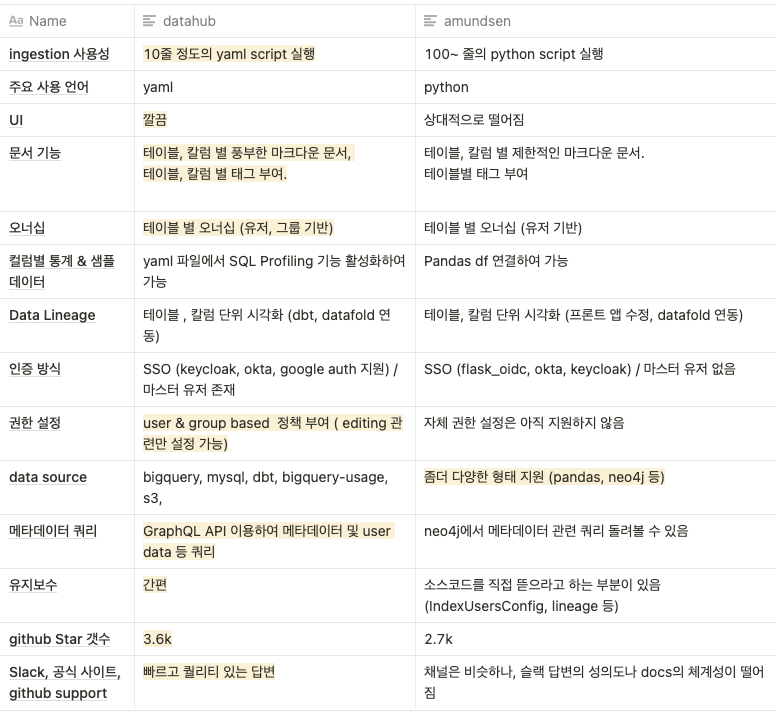 Aa Name
datahub
amundsen
ingestion 사용성
10줄 정도의 yaml script 실행
100~ 줄의 python script 실행
주요 사용 언어
yaml
python
UI
깔끔
상대적으로 떨어짐
문서 기능
테이블, 칼럼 별 풍부한 마크다운 문서,
테이블, 칼럼 별 태그 부여.
테이블, 칼럼 별 제한적인 마크다운 문서.
테이블별 태그 부여
오너십
테이블 별 오너십 (유저, 그룹 기반)
테이블 별 오너십 (유저 기반)
컬럼별 통계 & 샘플
데이터
yaml 파일에서 SQL Profiling 기능 활성화하여
가능
Pandas df 연결하여 가능
Data Lineage
테이블 , 칼럼 단위 시각화 (dbt, datafold 연
동)
테이블, 칼럼 단위 시각화 (프론트 앱 수정, datafold 연동)
인증 방식
SSO (keycloak, okta, google auth 지원) /
마스터 유저 존재
SSO (flask_oidc, okta, keycloak) / 마스터 유저 없음
권한 설정
user & group based 정책 부여 ( editing 관
련만 설정 가능)
자체 권한 설정은 아직 지원하지 않음
data source
bigquery, mysql, dbt, bigquery-usage,
s3,
좀더 다양한 형태 지원 (pandas, neo4j 등)
메타데이터 쿼리
GraphQL API 이용하여 메타데이터 및 user
data 등 쿼리
neo4j에서 메타데이터 관련 쿼리 돌려볼 수 있음
유지보수
간편
소스코드를 직접 뜯으라고 하는 부분이 있음
(IndexUsersConfig, lineage 등)
github Star 갯수
3.6k
2.7k
Slack, 공식 사이트,
github support
빠르고 퀄리티 있는 답변
채널은 비슷하나, 슬랙 답변의 성의도나 docs의 체계성이 떨어
짐